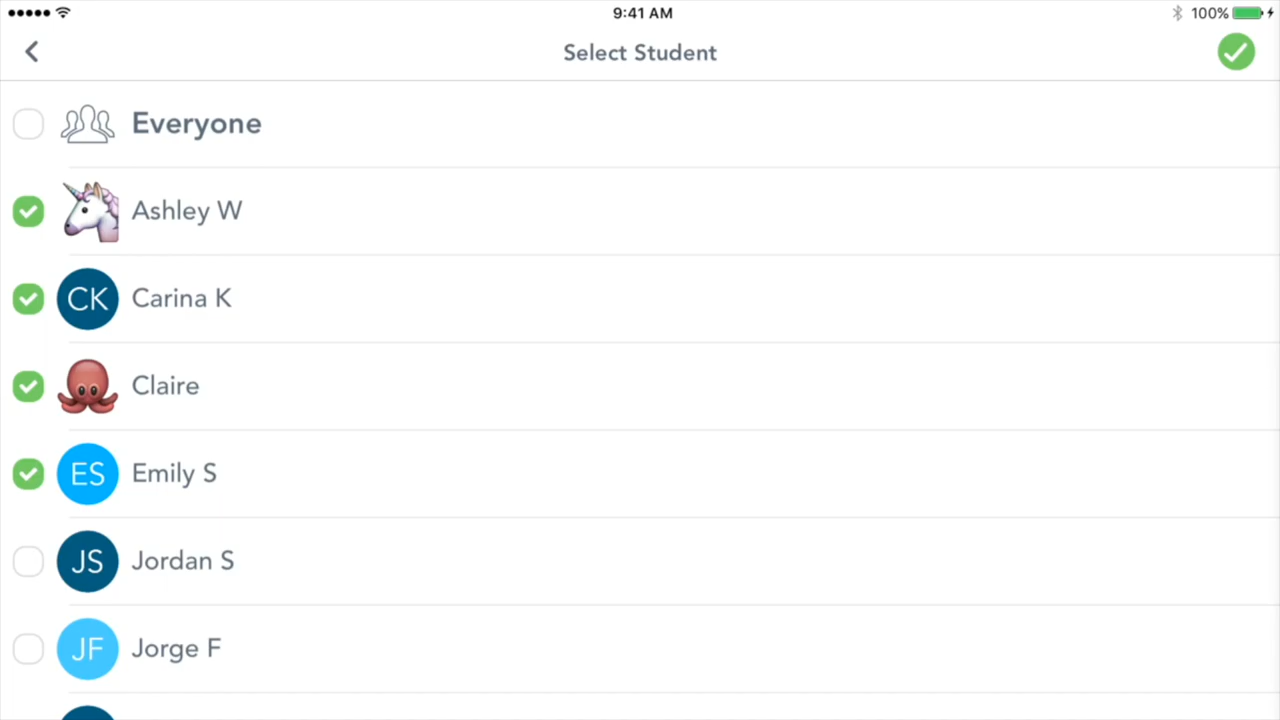 9:41 AM
100%
Select Student
Everyone
Ashley W
CK Carina K
Claire
ES Emily S
JS Jordan S
JF Jorge F